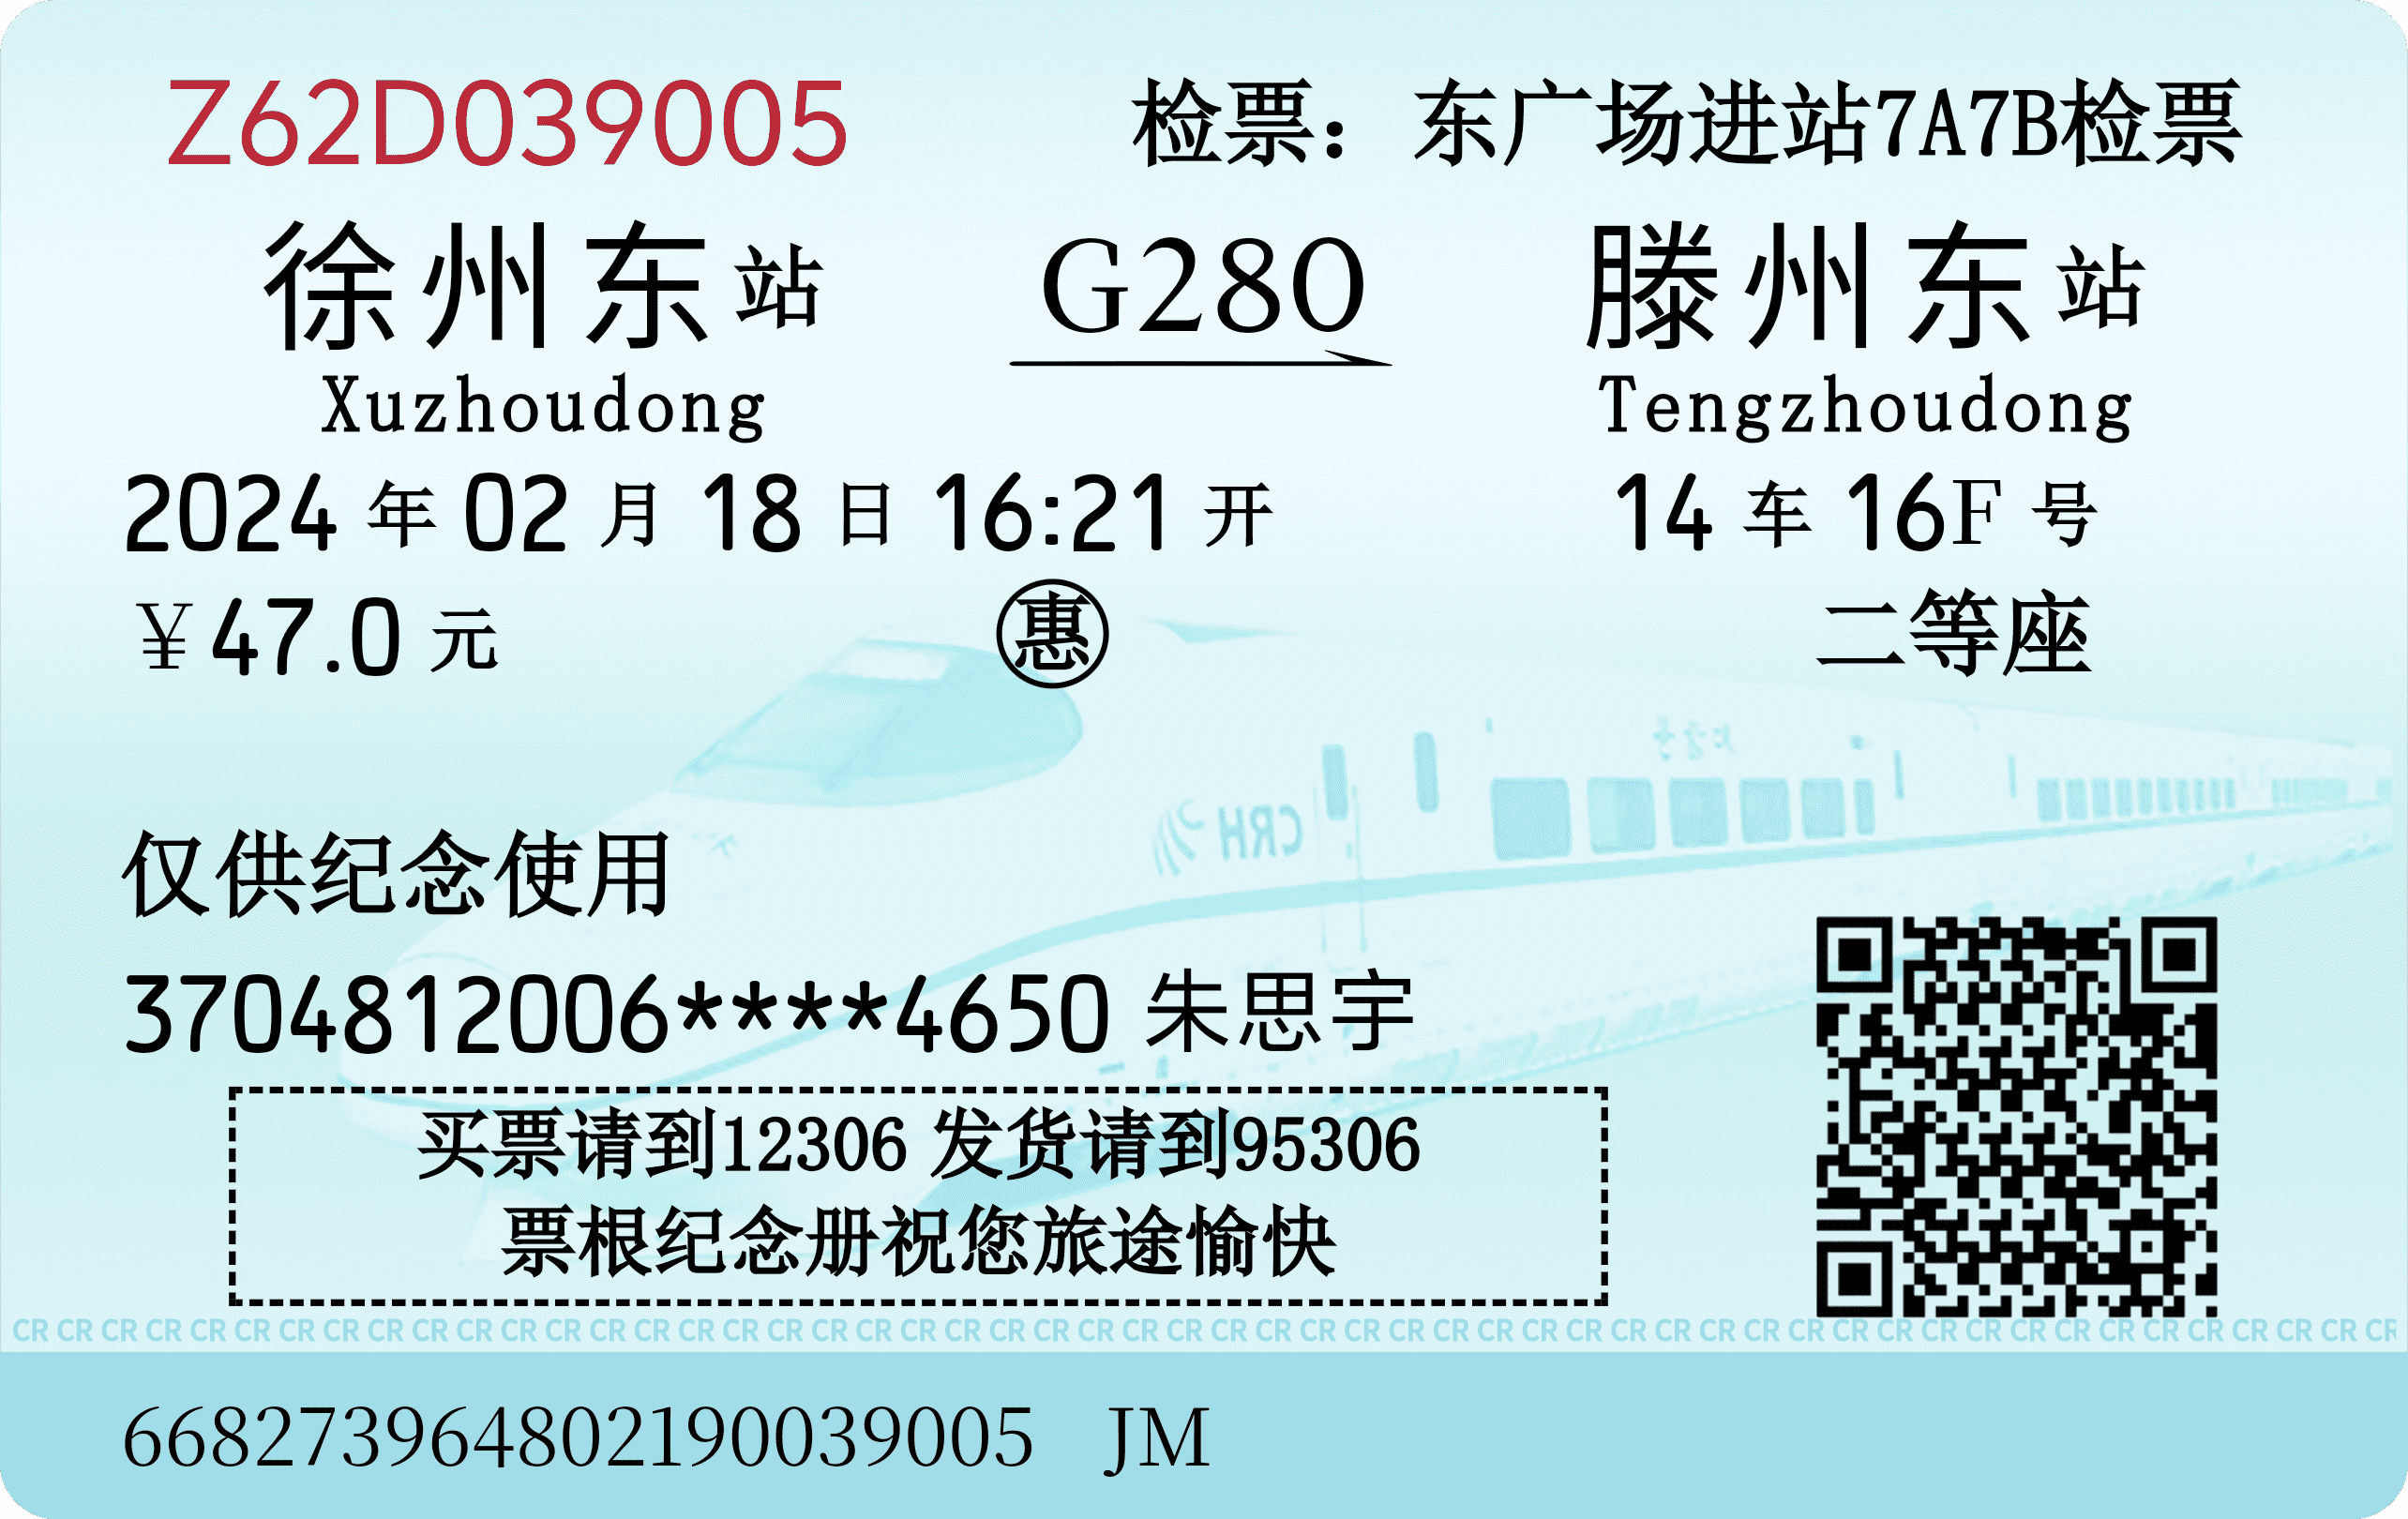 Z62D039005 检票：东广场进站7A7B检票
徐州东站 G280 滕州东站
Xuzhoudong Tengzhoudong
2024年02月18日16:21开 14车16F号
￥47.0元 惠 二等座
CRH
仅供纪念使用
3704812006****4650 朱思宇
买票请到12306 发货请到95306
票根纪念册祝您旅途愉快
CR CR CR CR CR CR CR CR CR CR CR CR CR CR CR CR CR CR CR CR CR CR CR CR CR CR CR CR CR CR CR CR CR CR CR CR CR CR CR CR CR CR CR CR CR CR CR CR CR CR CR CR CR CR
66827396480219003​9005 JM